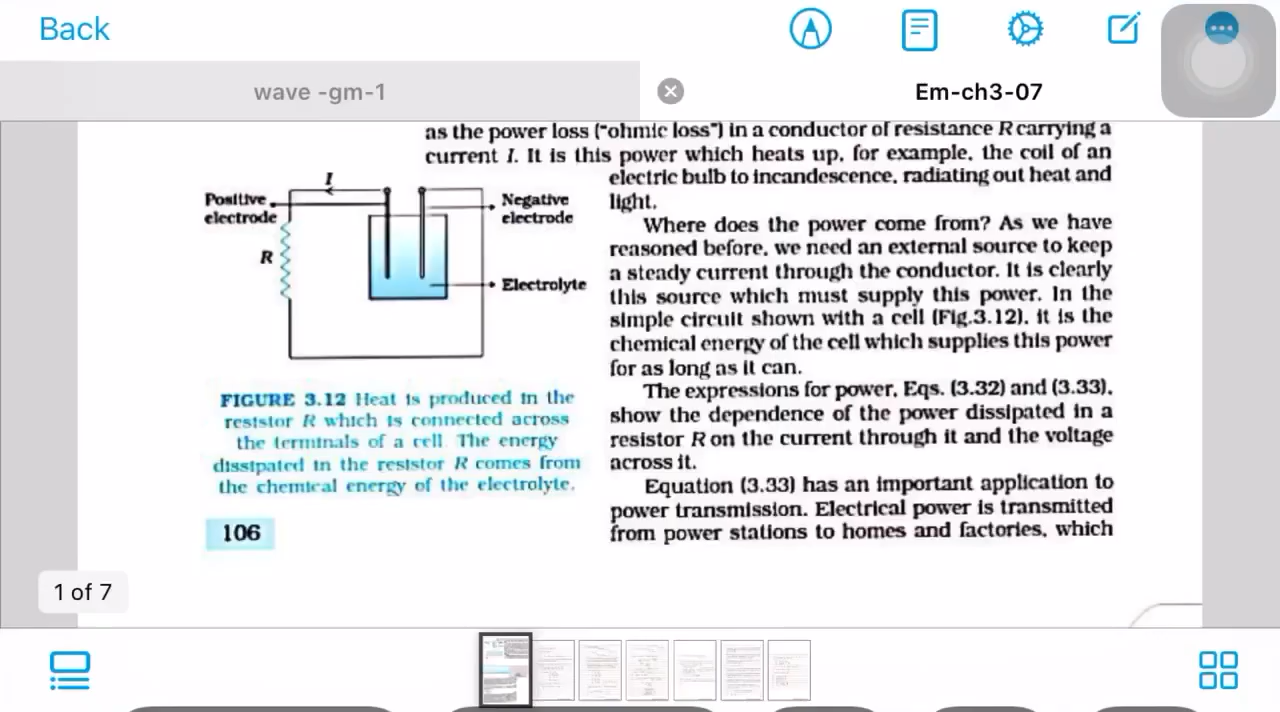 Back
wave -gm-1
Em-ch3-07
as the power loss ("ohmic loss") in a conductor of resistance R carrying a
current I. It is this power which heats up, for example, the coil of an
electric bulb to incandescence, radiating out heat and
light.
Where does the power come from? As we have
reasoned before, we need an external source to keep
a steady current through the conductor. It is clearly
this source which must supply this power. In the
simple circuit shown with a cell (Fig.3.12), it is the
chemical energy of the cell which supplies this power
for as long as it can.
The expressions for power, Eqs. (3.32) and (3.33),
show the dependence of the power dissipated in a
resistor R on the current through it and the voltage
across it.
Equation (3.33) has an important application to
power transmission. Electrical power is transmitted
from power stations to homes and factories, which
I
Positive
electrode
R
Negative
electrode
Electrolyte
FIGURE 3.12 Heat is produced in the
resistor R which is connected across
the terminals of a cell. The energy
dissipated in the resistor R comes from
the chemical energy of the electrolyte.
106
1 of 7